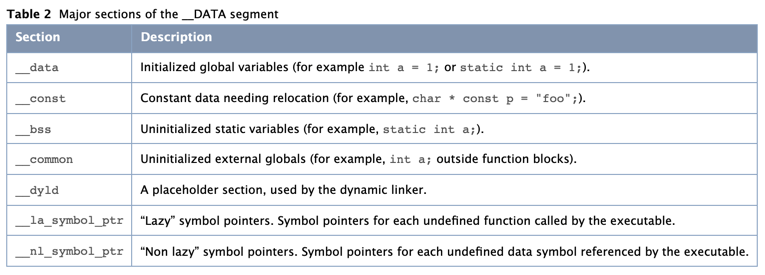 Table 2 Major sections of the __DATA segment
Section Description
__data Initialized global variables (for example int a = 1; or static int a = 1;).
__const Constant data needing relocation (for example, char * const p = "foo";).
__bss Uninitialized static variables (for example, static int a;).
__common Uninitialized external globals (for example, int a; outside function blocks).
__dyld A placeholder section, used by the dynamic linker.
__la_symbol_ptr “Lazy” symbol pointers. Symbol pointers for each undefined function called by the executable.
__nl_symbol_ptr “Non lazy” symbol pointers. Symbol pointers for each undefined data symbol referenced by the executable.